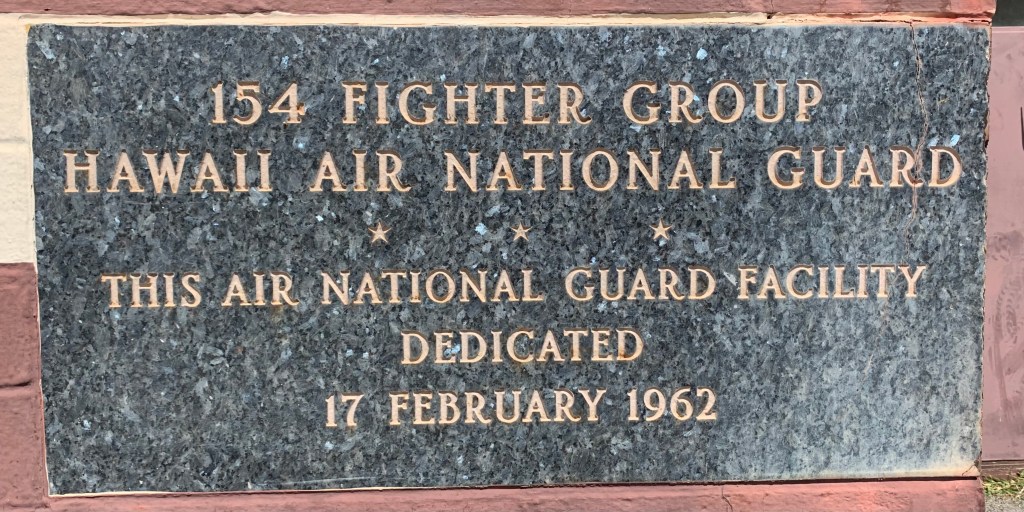 154 FIGHTER GROUP
HAWAII AIR NATIONAL GUARD
THIS AIR NATIONAL GUARD FACILITY
DEDICATED
17 FEBRUARY 1962